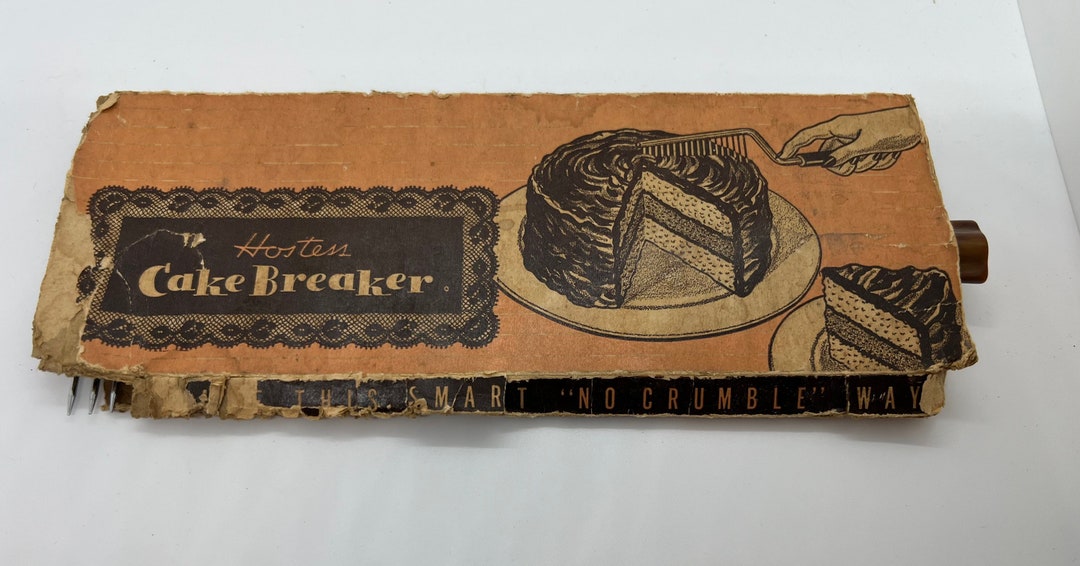 Hostess
Cake Breaker
THIS SMART "NO CRUMBLE" WAY